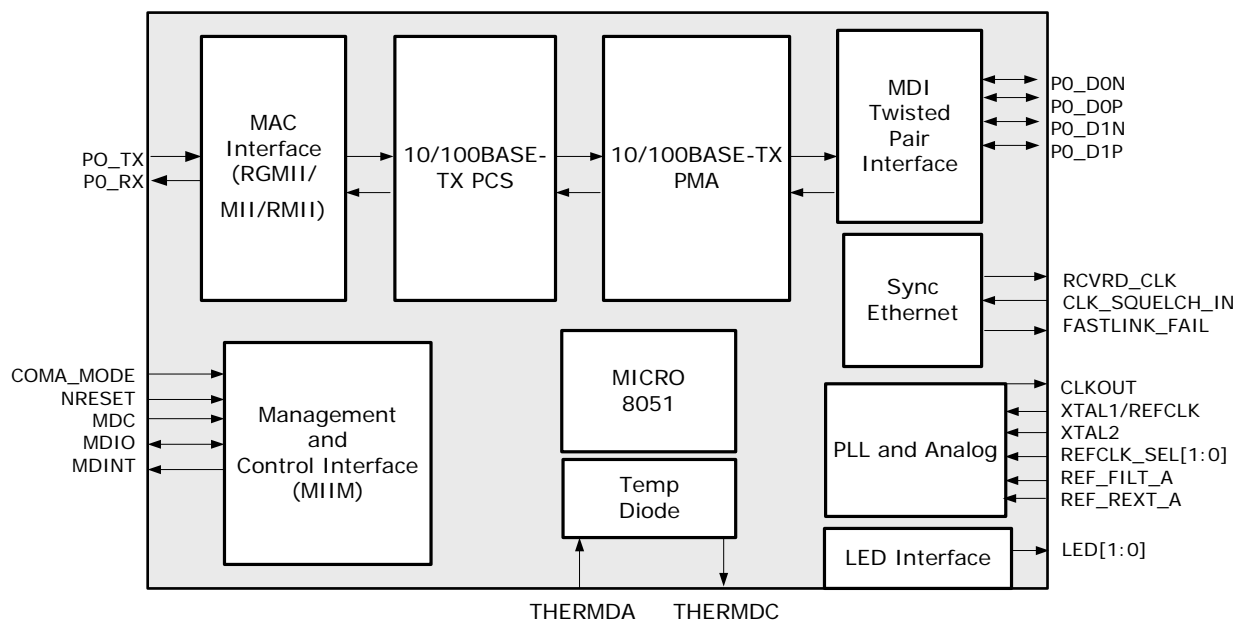 PO_TX
P0_RX
MAC
Interface
(RGMII/
MII/RMII)
10/100BASE-
TX PCS
10/100BASE-TX
PMA
MDI
Twisted
Pair
Interface
P0_D0N
P0_D0P
P0_D1N
P0_D1P
Sync
Ethernet
RCVRD_CLK
CLK_SQUELCH_IN
FASTLINK_FAIL
COMA_MODE
NRESET
MDC
MDIO
MDINT
Management
and
Control Interface
(MIIM)
MICRO
8051
Temp
Diode
THERMDA
THERMDC
PLL and Analog
CLKOUT
XTAL1/REFCLK
XTAL2
REFCLK_SEL[1:0]
REF_FILT_A
REF_REXT_A
LED Interface
LED[1:0]